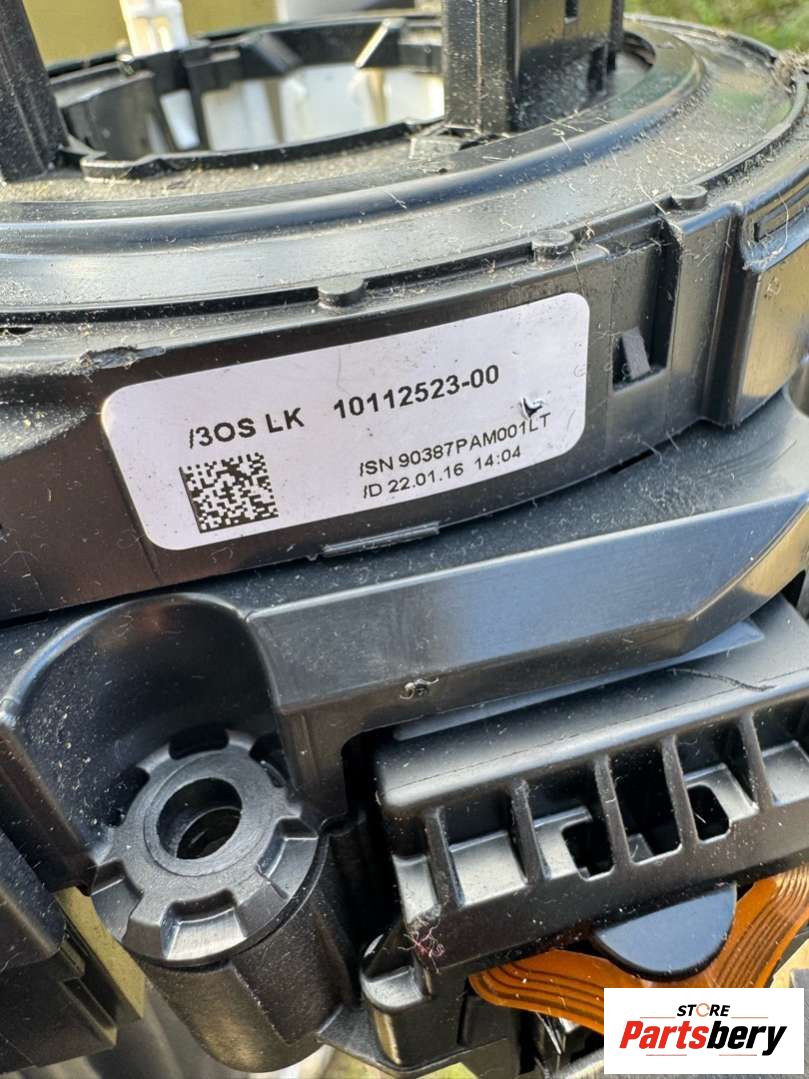 /3OS LK 10112523-00
/SN 90387PAM001LT
/D 22.01.16 14:04
STORE
Partsbery